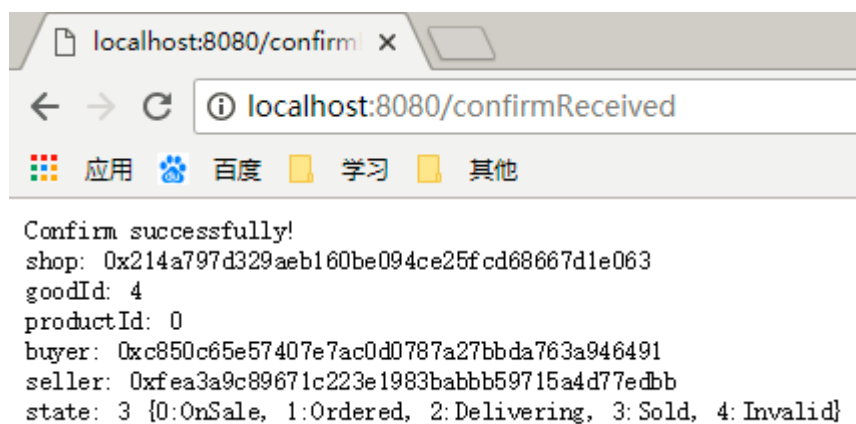 localhost:8080/confirm
localhost:8080/confirmReceived
应用 百度 学习 其他
Confirm successfully!
shop: 0x214a797d329aeb160be094ce25fcd68667d1e063
goodId: 4
productId: 0
buyer: 0xc850c65e57407e7ac0d0787a27bbda763a946491
seller: 0xfea3a9c89671c223e1983babbb59715a4d77edbb
state: 3 {0:OnSale, 1:Ordered, 2:Delivering, 3:Sold, 4:Invalid}